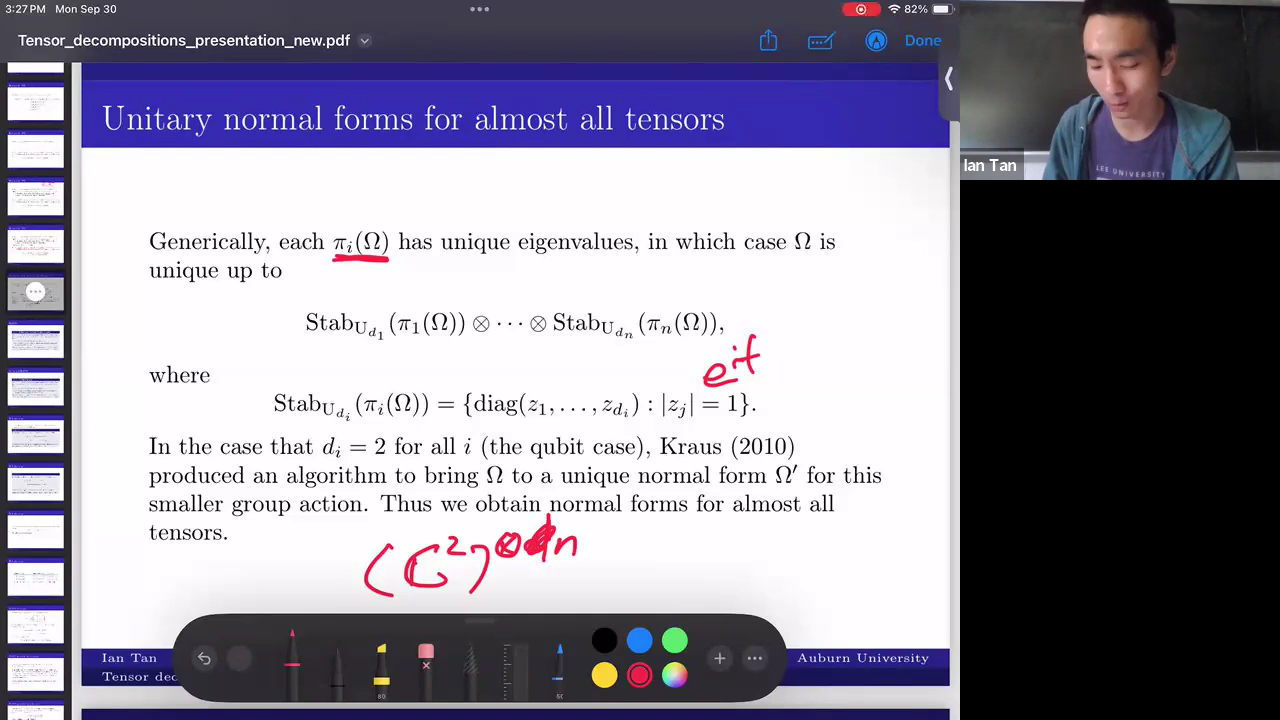 3:27 PM Mon Sep 30
82%
Tensor_decompositions_presentation_new.pdf
Done
Unitary normal forms for almost all tensors
Generically, each π_i(Ω) has unique eigenvalues, in which case Ω is
unique up to
Stab_{U_{d_1}}(π_1(Ω)) ⊗ ··· ⊗ Stab_{U_{d_n}}(π_n(Ω)),
where
e^{it}
Stab_{U_{d_i}}(π_i(Ω)) = {diag(z_1, . . . , z_{d_i}) : |z_j| = 1}.
In the case that d_i = 2 for all i (the qubit case), Kraus (2010)
produced an algorithm to bring Ω to a unique normal form Ω′ for this
smaller group action. Thus we obtain normal forms for almost all
tensors.
(ℂ^2)^{⊗n}
Ian Tan
Auburn University
Tensor dec
Ian Tan
LEE UNIVERSITY